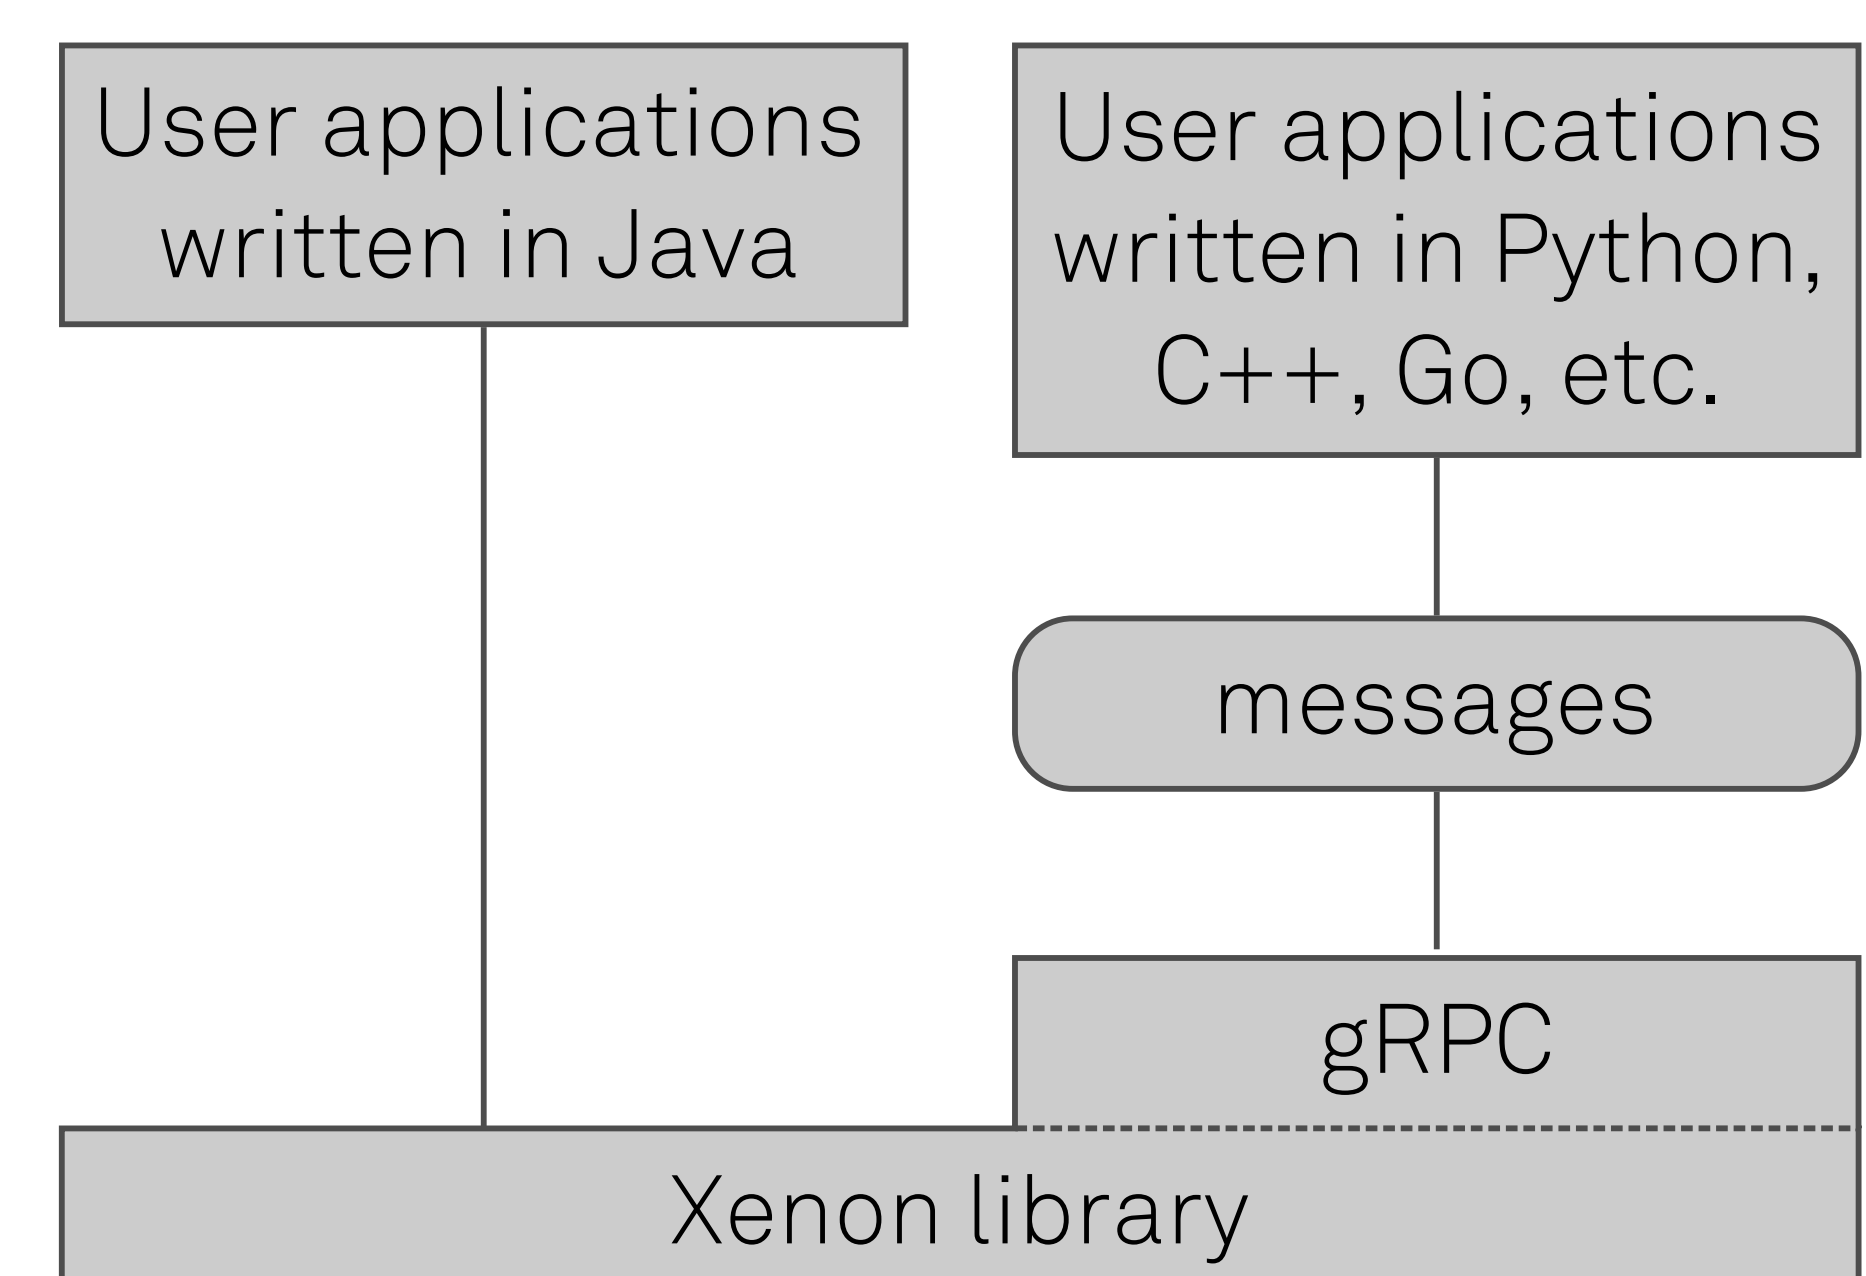 User applications
written in Java
User applications
written in Python,
C++, Go, etc.
messages
gRPC
Xenon library